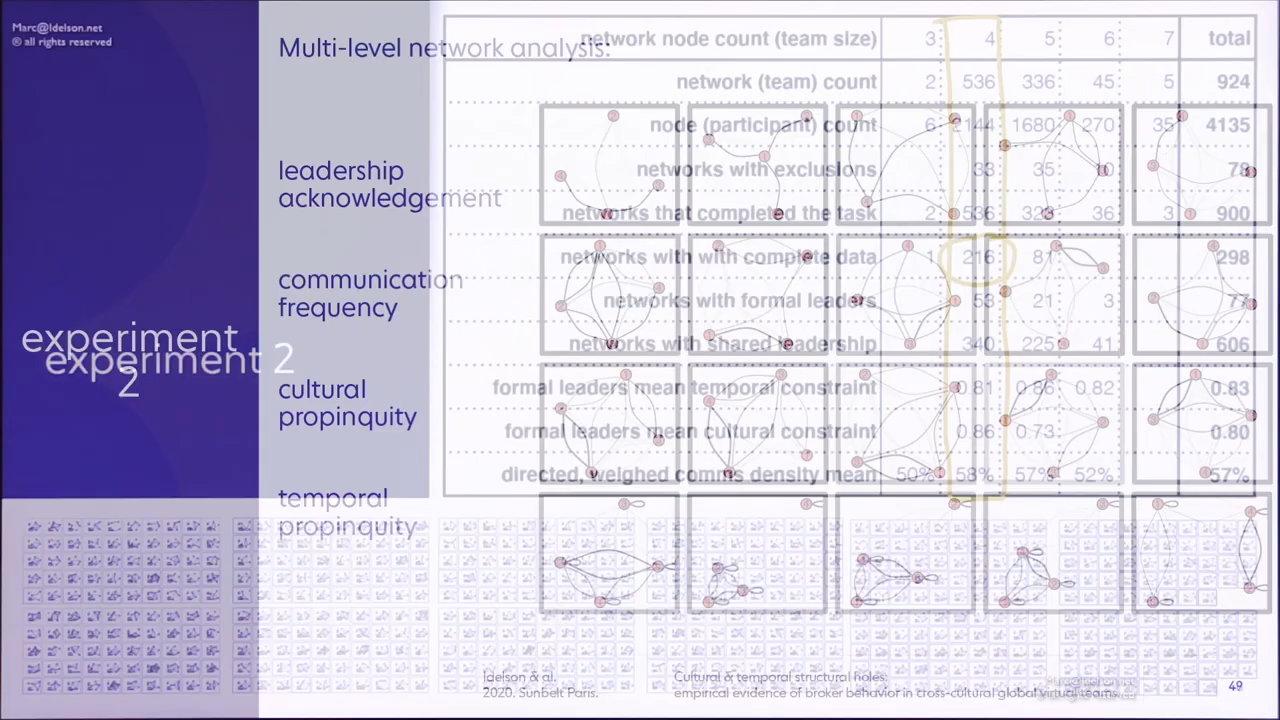 Marc@Idelson.net
® all rights reserved
experiment
2
experiment 2
Multi-level network analysis:
leadership
acknowledgement
communication
frequency
cultural
propinquity
temporal
propinquity
network node count (team size) 3 4 5 6 7 total
network (team) count 2 536 336 45 5 924
node (participant) count 6 2144 1680 270 35 4135
networks with exclusions 33 35 78
networks that completed the task 2 536 36 3 900
networks with with complete data 1 216 81 298
networks with formal leaders 53 21 3 77
networks with shared leadership 340 225 41 606
formal leaders mean temporal constraint 0.81 0.86 0.82 0.83
formal leaders mean cultural constraint 0.86 0.73 0.80
directed, weighed comms density mean 50% 58% 57% 52% 57%
Idelson & al.
2020. Sunbelt Paris.
Cultural & temporal structural holes:
empirical evidence of broker behavior in cross-cultural global virtual teams.
49